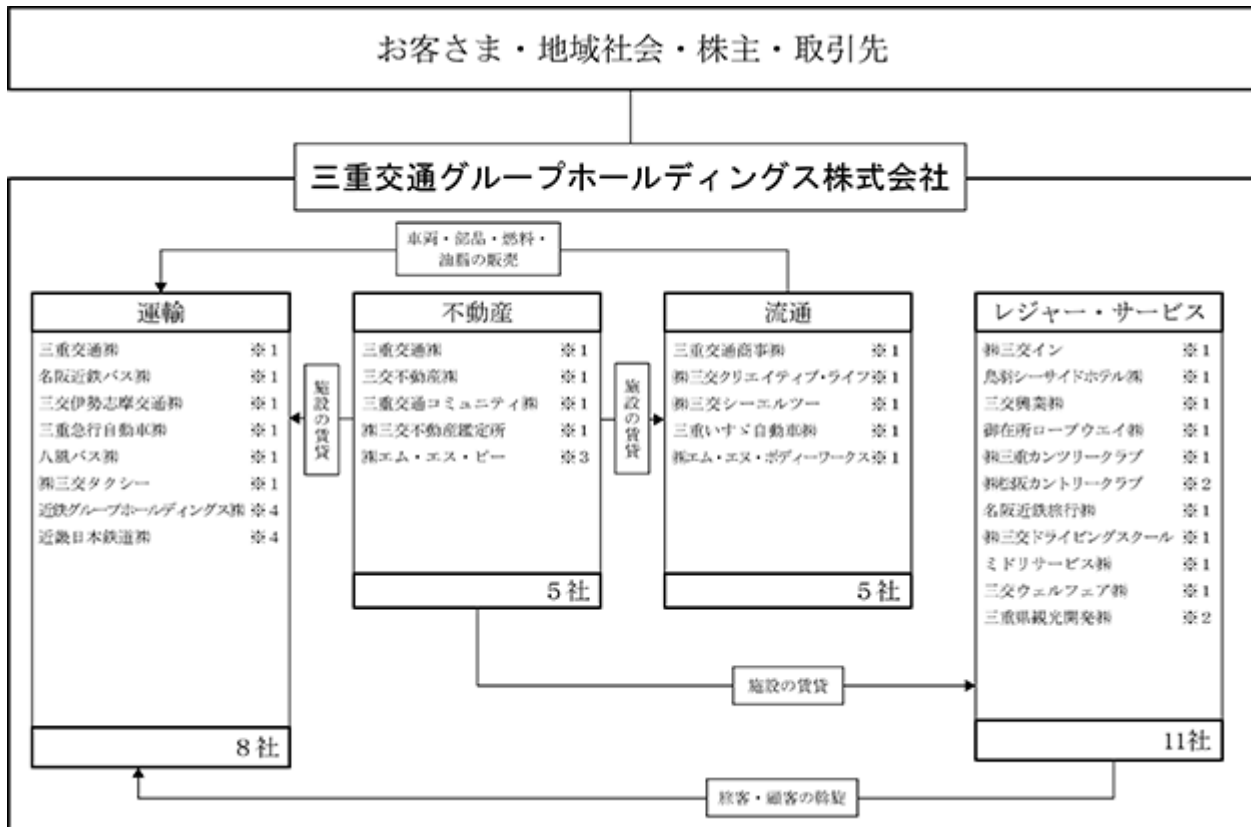 お客さま・地域社会・株主・取引先
三重交通グループホールディングス株式会社
車両・部品・燃料・
油脂の販売
運輸
三重交通㈱ ※1
名阪近鉄バス㈱ ※1
三交伊勢志摩交通㈱ ※1
三重急行自動車㈱ ※1
八風バス㈱ ※1
㈱三交タクシー ※1
近鉄グループホールディングス㈱ ※4
近畿日本鉄道㈱ ※4
8社
施設の賃貸
不動産
三重交通㈱ ※1
三交不動産㈱ ※1
三重交通コミュニティ㈱ ※1
㈱三交不動産鑑定所 ※1
㈱エム・エス・ピー ※3
5社
施設の賃貸
流通
三重交通商事㈱ ※1
㈱三交クリエイティブ・ライフ ※1
㈱三交シーエルツー ※1
三重いすゞ自動車㈱ ※1
㈱エム・エヌ・ボディーワークス ※1
5社
レジャー・サービス
㈱三交イン ※1
鳥羽シーサイドホテル㈱ ※1
三交興業㈱ ※1
御在所ロープウエイ㈱ ※1
㈱三重カンツリークラブ ※1
㈱松阪カントリークラブ ※2
名阪近鉄旅行㈱ ※1
㈱三交ドライビングスクール ※1
ミドリサービス㈱ ※1
三交ウェルフェア㈱ ※1
三重県観光開発㈱ ※2
11社
施設の賃貸
旅客・顧客の斡旋